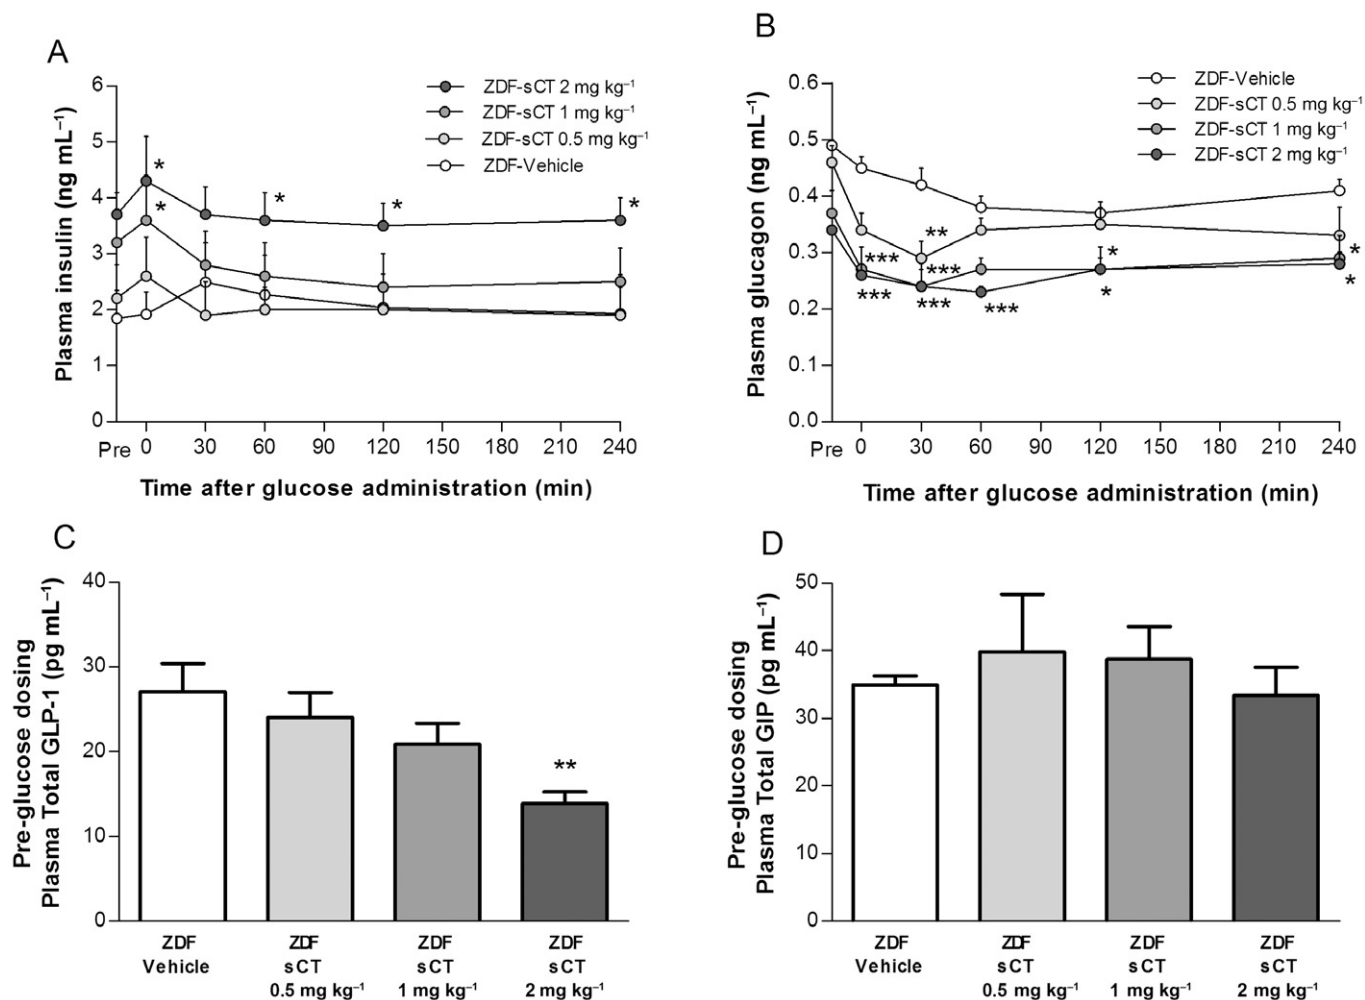 A
Plasma insulin (ng mL⁻¹)
6
5
4
3
2
1
0
ZDF-sCT 2 mg kg⁻¹
ZDF-sCT 1 mg kg⁻¹
ZDF-sCT 0.5 mg kg⁻¹
ZDF-Vehicle
*
*
*
*
*
Pre 0 30 60 90 120 150 180 210 240
Time after glucose administration (min)
B
Plasma glucagon (ng mL⁻¹)
0.6
0.5
0.4
0.3
0.2
0.1
0.0
ZDF-Vehicle
ZDF-sCT 0.5 mg kg⁻¹
ZDF-sCT 1 mg kg⁻¹
ZDF-sCT 2 mg kg⁻¹
**
***
***
***
***
***
*
*
*
*
Pre 0 30 60 90 120 150 180 210 240
Time after glucose administration (min)
C
Pre-glucose dosing
Plasma Total GLP-1 (pg mL⁻¹)
40
30
20
10
0
**
ZDF
Vehicle
ZDF
sCT
0.5 mg kg⁻¹
ZDF
sCT
1 mg kg⁻¹
ZDF
sCT
2 mg kg⁻¹
D
Pre-glucose dosing
Plasma Total GIP (pg mL⁻¹)
50
40
30
20
10
0
ZDF
Vehicle
ZDF
sCT
0.5 mg kg⁻¹
ZDF
sCT
1 mg kg⁻¹
ZDF
sCT
2 mg kg⁻¹